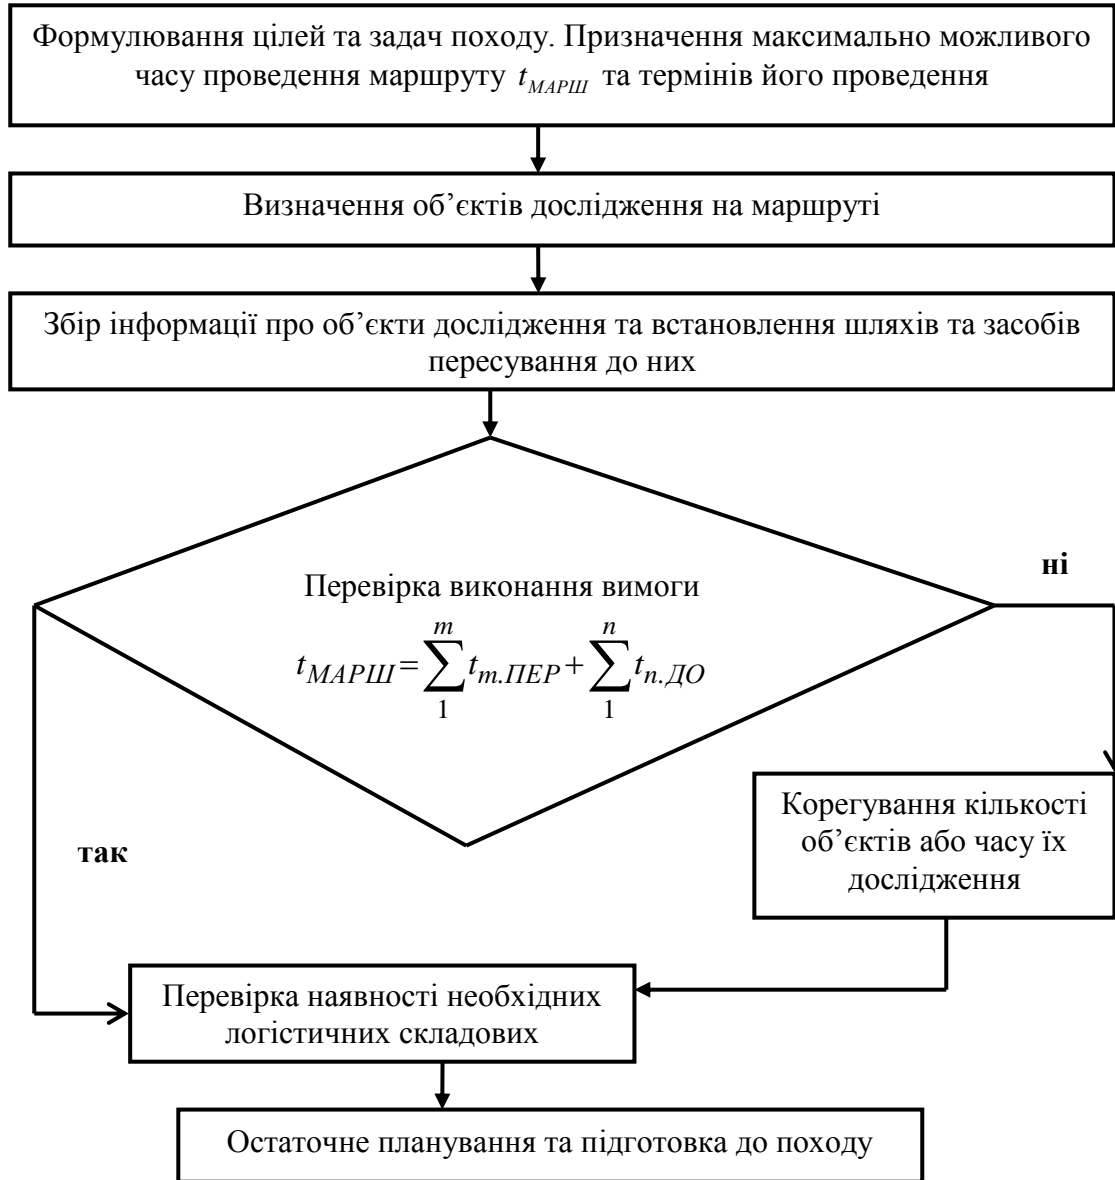 Формулювання цілей та задач походу. Призначення максимально можливого
часу проведення маршруту t_МАРШ та термінів його проведення
Визначення об’єктів дослідження на маршруті
Збір інформації про об’єкти дослідження та встановлення шляхів та засобів
пересування до них
ні
Перевірка виконання вимоги
t_МАРШ = ∑_1^m t_m.ПЕР + ∑_1^n t_n.ДО
Корегування кількості
об’єктів або часу їх
дослідження
так
Перевірка наявності необхідних
логістичних складових
Остаточне планування та підготовка до походу